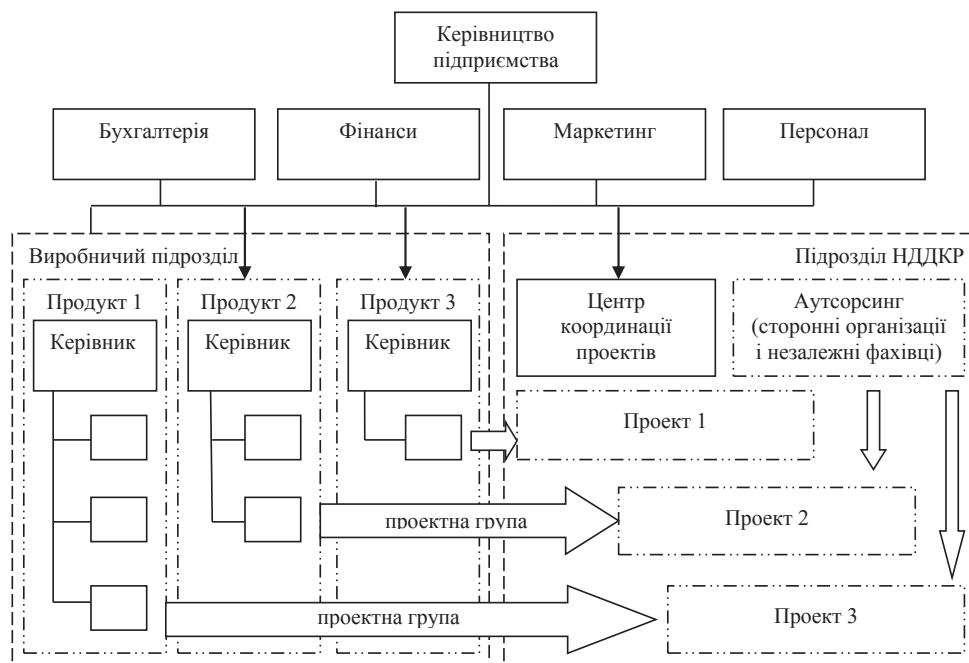 Керівництво
підприємства
Бухгалтерія
Фінанси
Маркетинг
Персонал
Виробничий підрозділ
Підрозділ НДДКР
Продукт 1
Продукт 2
Продукт 3
Керівник
Керівник
Керівник
Центр
координації
проектів
Аутсорсинг
(сторонні організації
і незалежні фахівці)
Проект 1
проектна група
Проект 2
проектна група
Проект 3